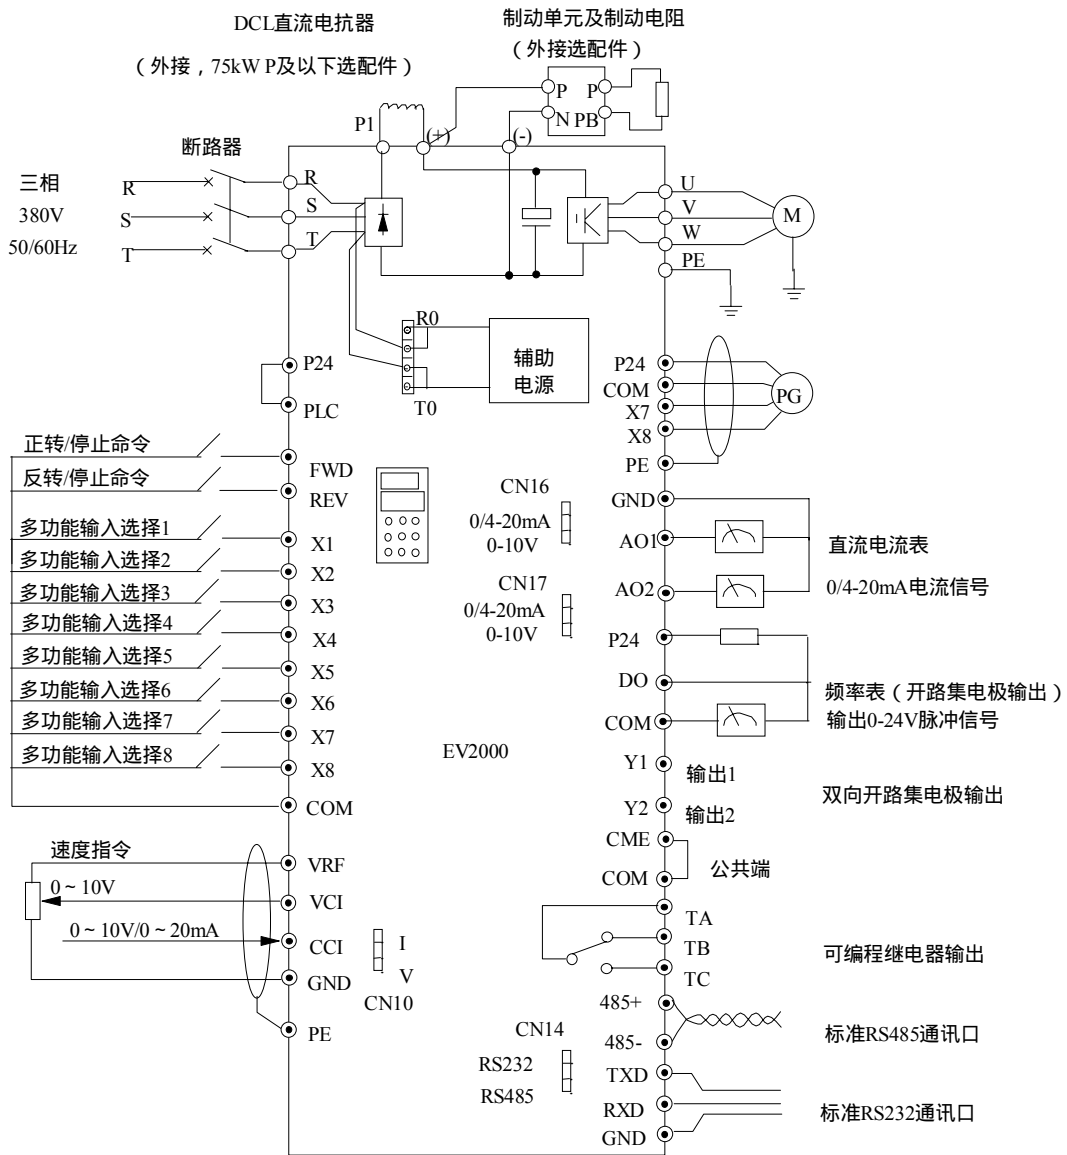 DCL直流电抗器
（外接，75kW P及以下选配件）
制动单元及制动电阻
（外接选配件）
P
P
N
PB
P1
(+)
(-)
断路器
三相
380V
50/60Hz
R
S
T
R
S
T
U
V
W
M
PE
R0
T0
辅助
电源
P24
PLC
P24
COM
X7
X8
PE
PG
正转/停止命令
FWD
反转/停止命令
REV
多功能输入选择1
X1
多功能输入选择2
X2
多功能输入选择3
X3
多功能输入选择4
X4
多功能输入选择5
X5
多功能输入选择6
X6
多功能输入选择7
X7
多功能输入选择8
X8
COM
CN16
0/4-20mA
0-10V
CN17
0/4-20mA
0-10V
GND
AO1
直流电流表
AO2
0/4-20mA电流信号
P24
DO
频率表（开路集电极输出）
COM
输出0-24V脉冲信号
EV2000
Y1
输出1
Y2
输出2
双向开路集电极输出
CME
COM
公共端
速度指令
VRF
0～10V
VCI
0～10V/0～20mA
CCI
GND
PE
I
V
CN10
TA
TB
TC
可编程继电器输出
485+
485-
标准RS485通讯口
CN14
RS232
RS485
TXD
RXD
GND
标准RS232通讯口